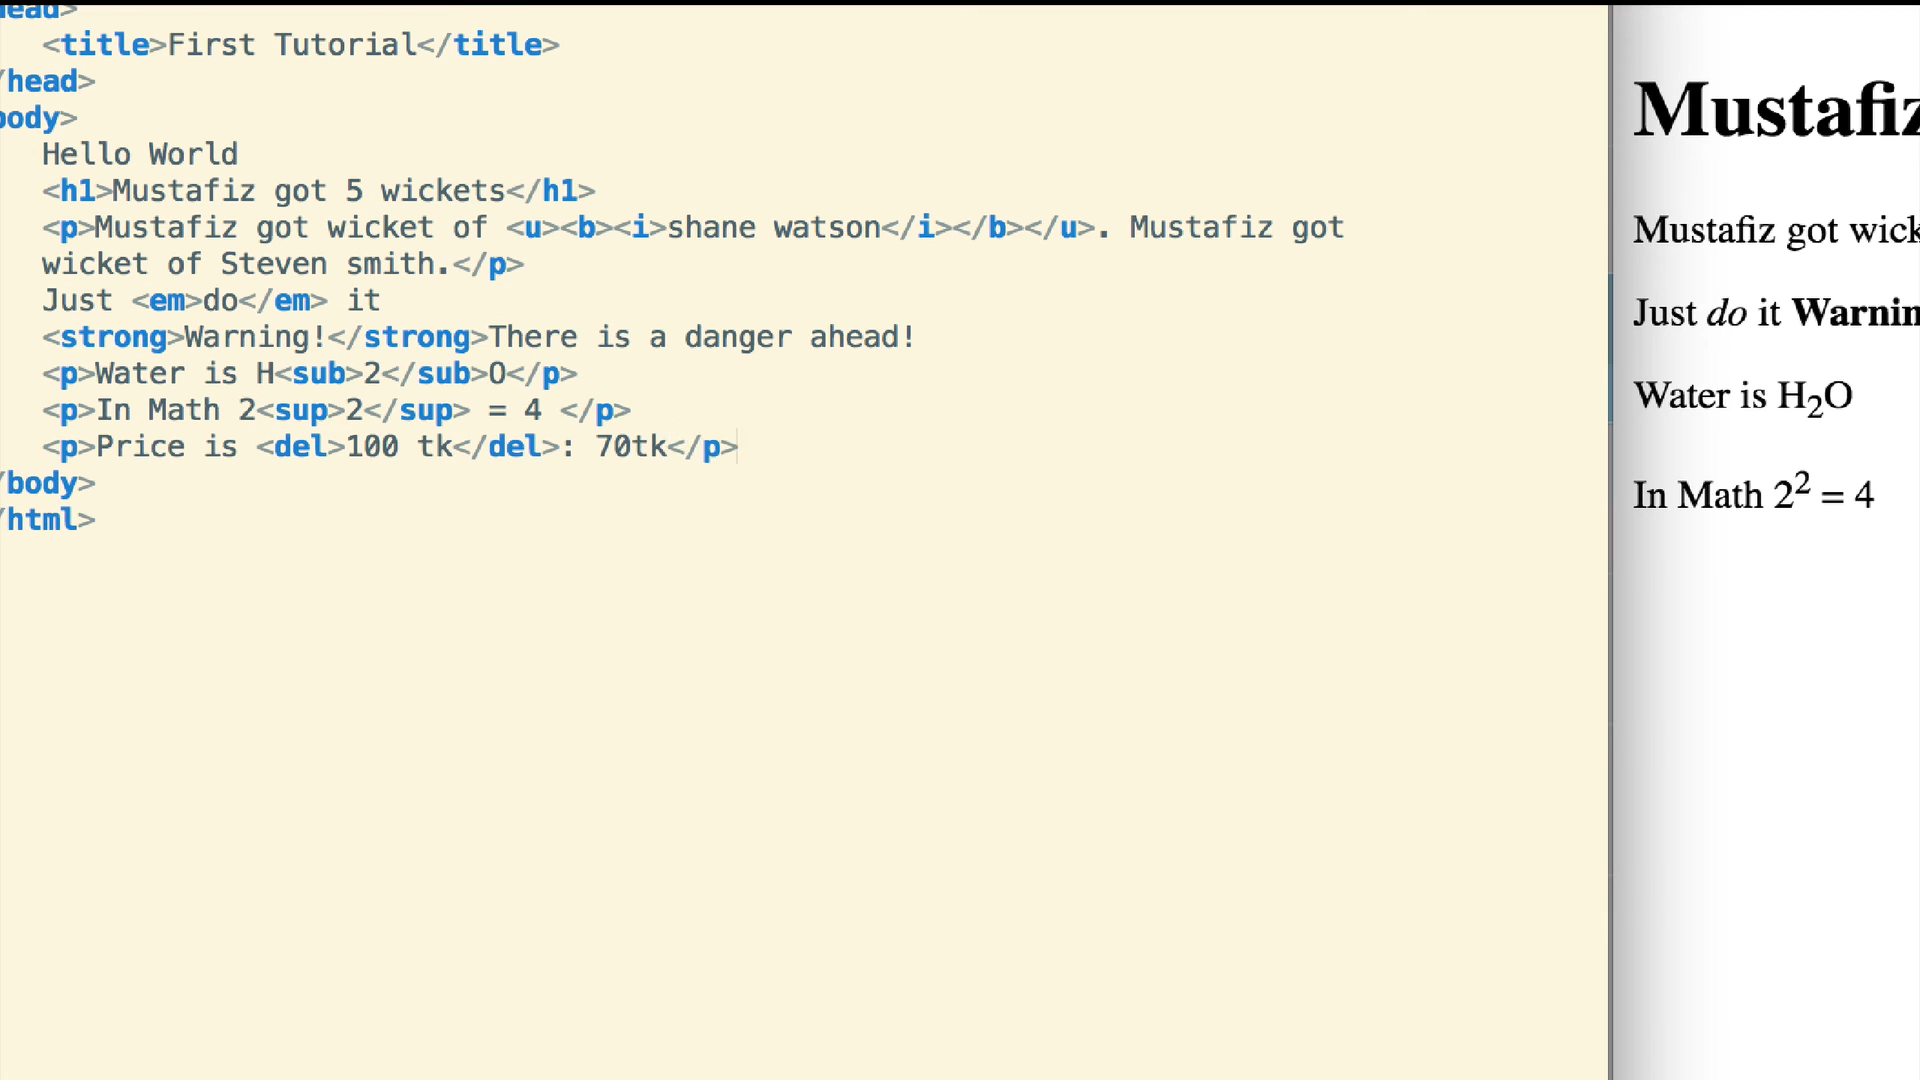 head>
<title>First Tutorial</title>
/head>
body>
Hello World
<h1>Mustafiz got 5 wickets</h1>
<p>Mustafiz got wicket of <u><b><i>shane watson</i></b></u>. Mustafiz got
wicket of Steven smith.</p>
Just <em>do</em> it
<strong>Warning!</strong>There is a danger ahead!
<p>Water is H<sub>2</sub>O</p>
<p>In Math 2<sup>2</sup> = 4 </p>
<p>Price is <del>100 tk</del>: 70tk</p>
/body>
/html>
Mustafiz
Mustafiz got wick
Just do it Warnin
Water is H₂O
In Math 2² = 4